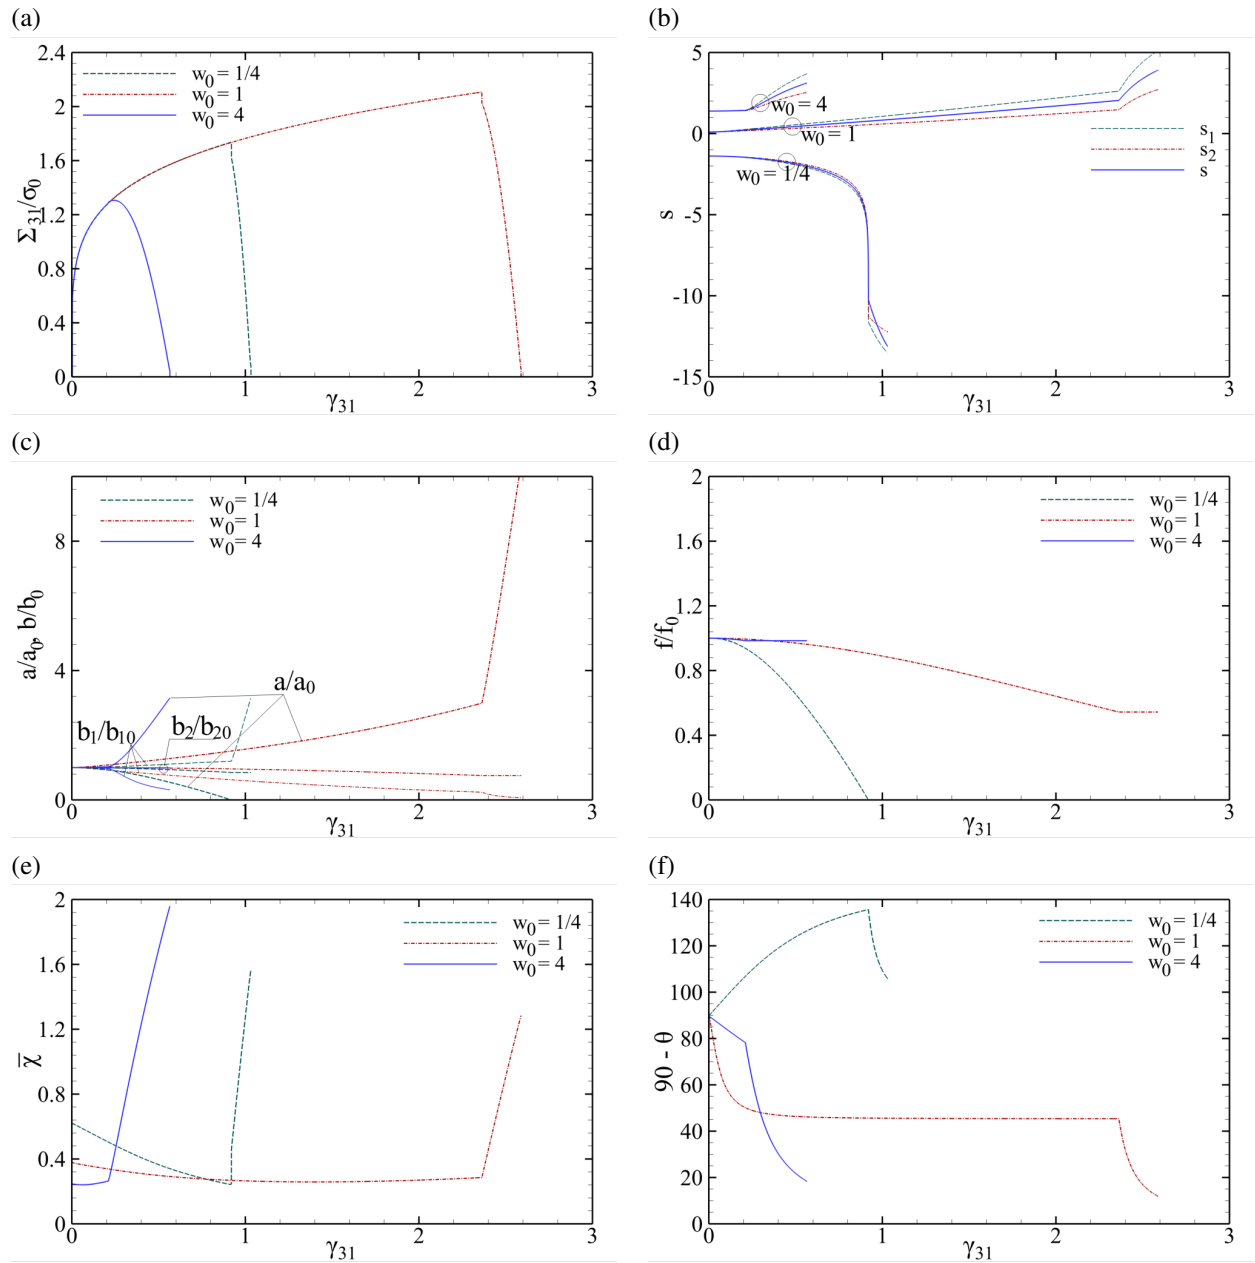 (a)
2.4
2
1.6
1.2
0.8
0.4
0
Σ₃₁/σ₀
w₀ = 1/4
w₀ = 1
w₀ = 4
0 1 2 3
γ₃₁
(b)
5
0
-5
-10
-15
s
w₀ = 4
w₀ = 1
w₀ = 1/4
s₁
s₂
s
0 1 2 3
γ₃₁
(c)
8
4
0
a/a₀, b/b₀
w₀ = 1/4
w₀ = 1
w₀ = 4
a/a₀
b₁/b₁₀
b₂/b₂₀
0 1 2 3
γ₃₁
(d)
2
1.6
1.2
0.8
0.4
0
f/f₀
w₀ = 1/4
w₀ = 1
w₀ = 4
0 1 2 3
γ₃₁
(e)
2
1.6
1.2
0.8
0.4
0
χ̅
w₀ = 1/4
w₀ = 1
w₀ = 4
0 1 2 3
γ₃₁
(f)
140
120
100
80
60
40
20
0
90 - θ
w₀ = 1/4
w₀ = 1
w₀ = 4
0 1 2 3
γ₃₁